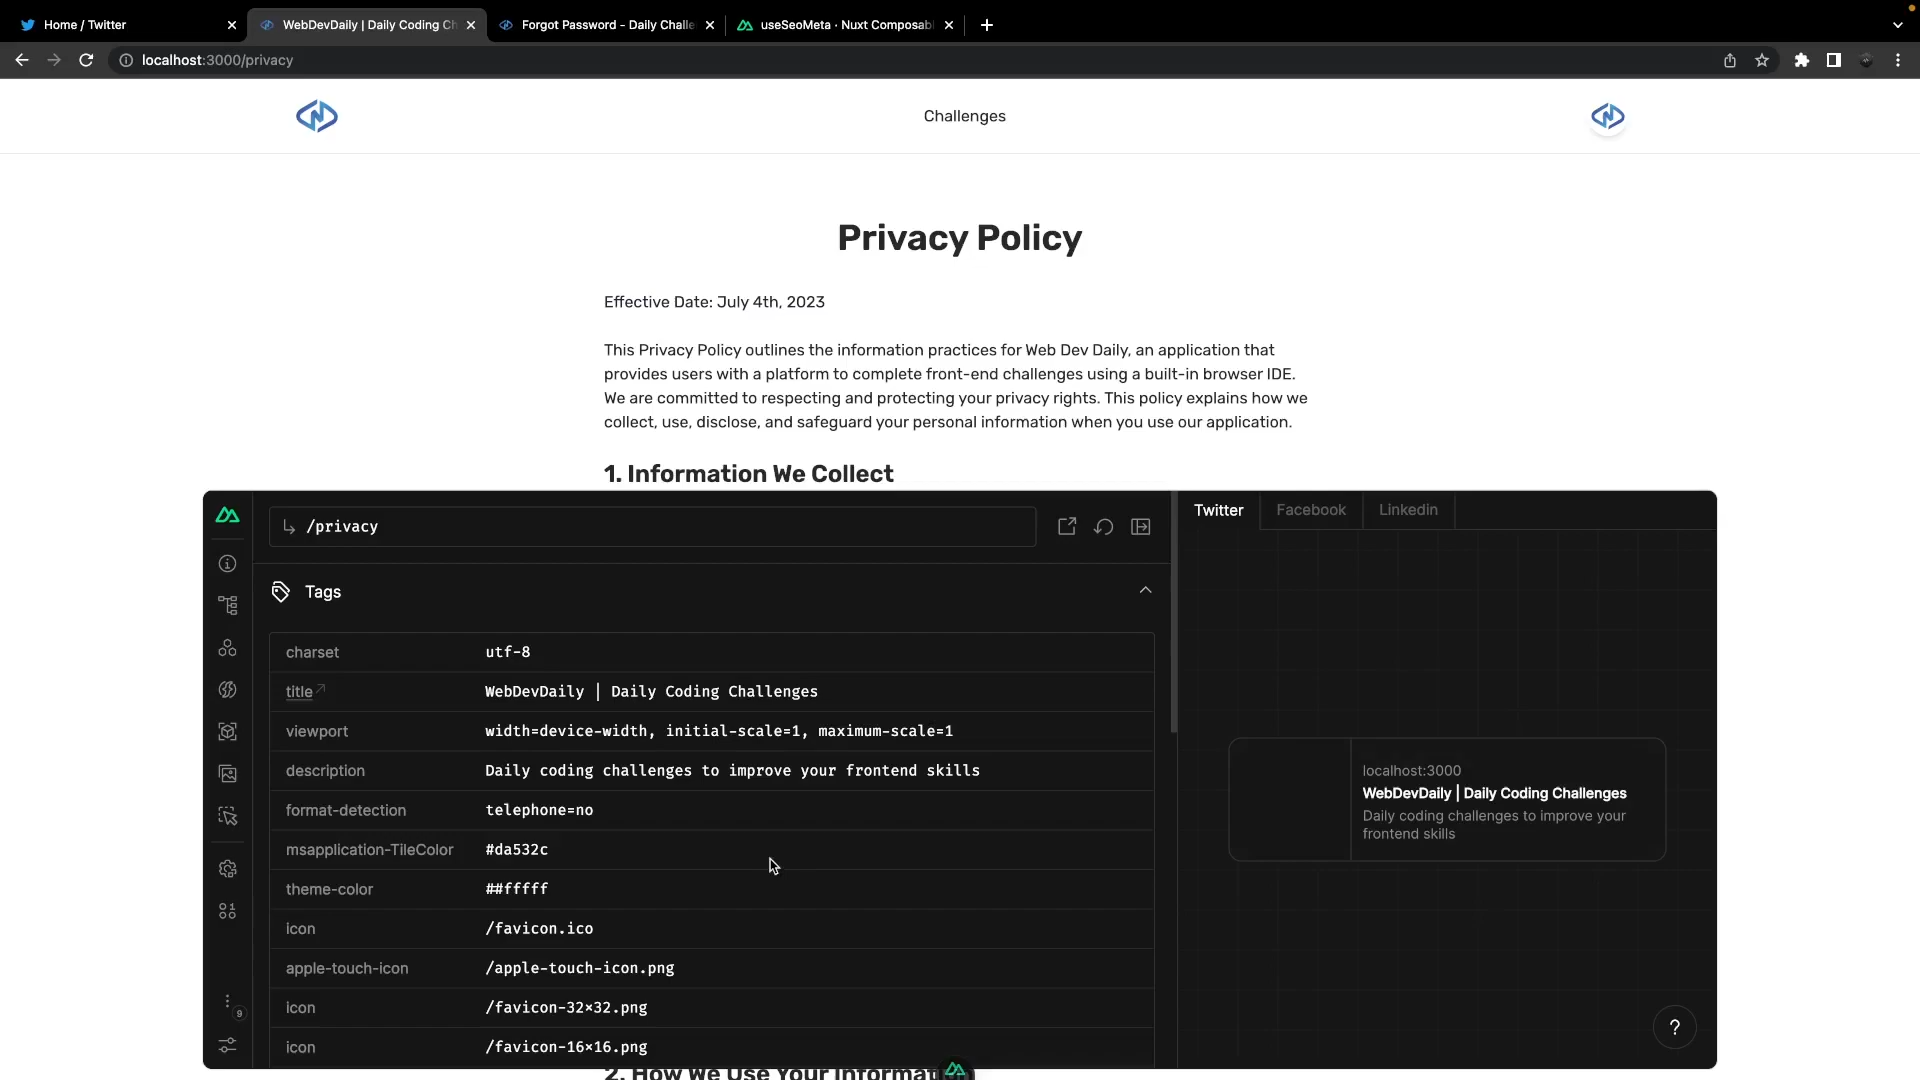 Home / Twitter
WebDevDaily | Daily Coding Ch
Forgot Password - Daily Challe
useSeoMeta · Nuxt Composab
localhost:3000/privacy
Challenges
Privacy Policy
Effective Date: July 4th, 2023
This Privacy Policy outlines the information practices for Web Dev Daily, an application that
provides users with a platform to complete front-end challenges using a built-in browser IDE.
We are committed to respecting and protecting your privacy rights. This policy explains how we
collect, use, disclose, and safeguard your personal information when you use our application.
1. Information We Collect
/privacy
Tags
charset utf-8
title WebDevDaily | Daily Coding Challenges
viewport width=device-width, initial-scale=1, maximum-scale=1
description Daily coding challenges to improve your frontend skills
format-detection telephone=no
msapplication-TileColor #da532c
theme-color ##fffff
icon /favicon.ico
apple-touch-icon /apple-touch-icon.png
icon /favicon-32x32.png
icon /favicon-16x16.png
9
Twitter Facebook Linkedin
localhost:3000
WebDevDaily | Daily Coding Challenges
Daily coding challenges to improve your
frontend skills
?
2. How We Use Your Information